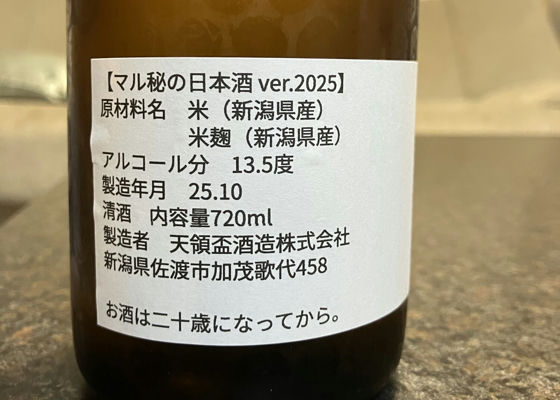 【マル秘の日本酒 ver.2025】
原材料名　米（新潟県産）
米麹（新潟県産）
アルコール分　13.5度
製造年月　25.10
清酒　内容量720ml
製造者　天領盃酒造株式会社
新潟県佐渡市加茂歌代458
お酒は二十歳になってから。